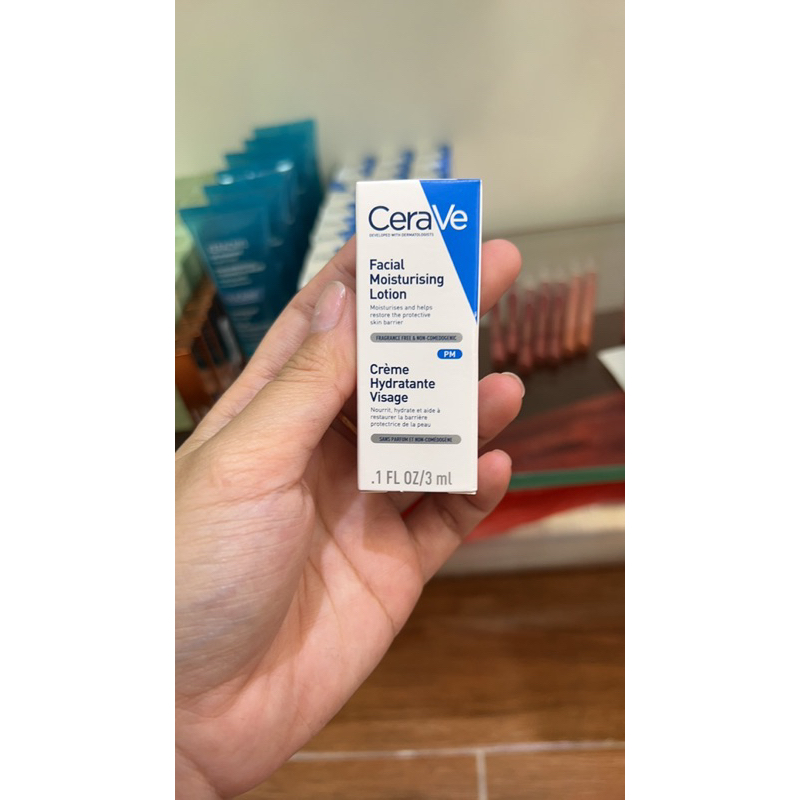 CeraVe
DEVELOPED WITH DERMATOLOGISTS
Facial
Moisturising
Lotion
Moisturises and helps
restore the protective
skin barrier
FRAGRANCE FREE & NON-COMEDOGENIC
PM
Crème
Hydratante
Visage
Nourrit, hydrate et aide à
restaurer la barrière
protectrice de la peau
SANS PARFUM ET NON-COMÉDOGÈNE
.1 FL OZ/3 ml